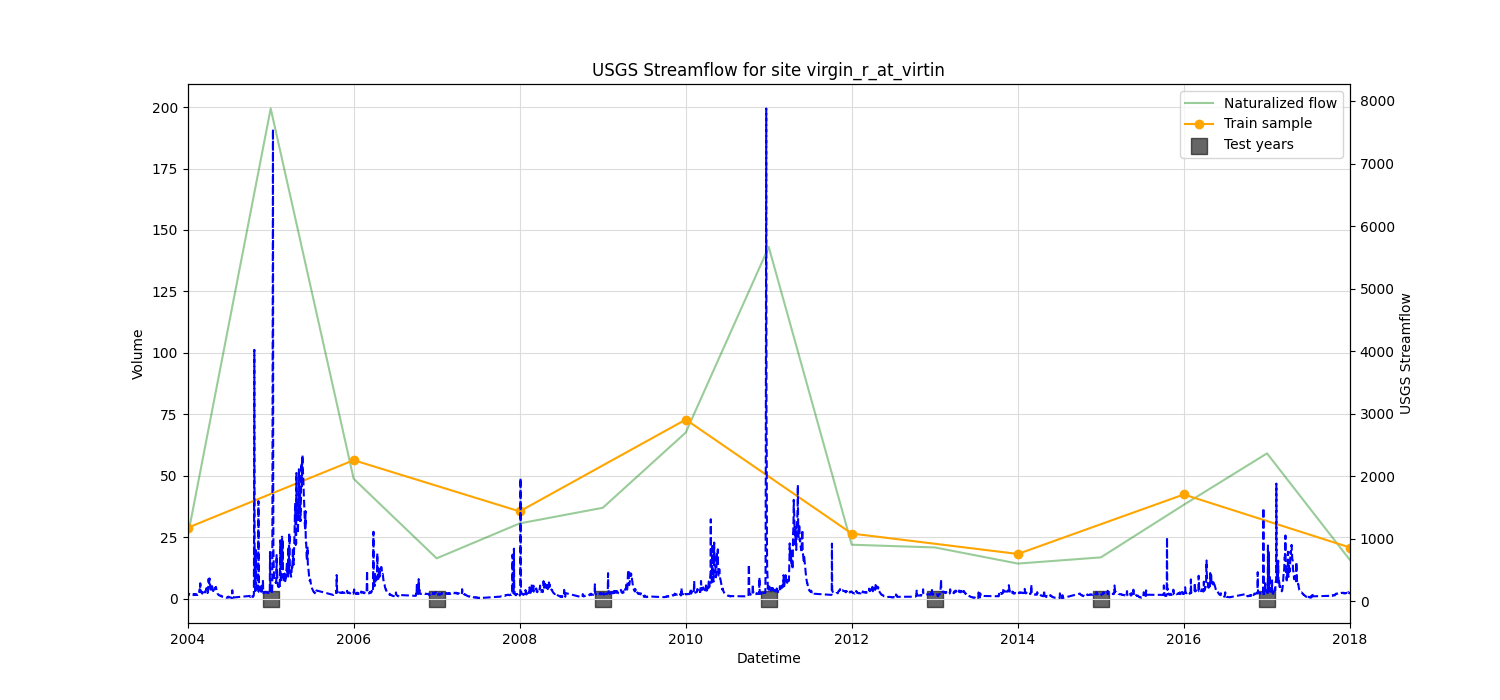 USGS Streamflow for site virgin_r_at_virtin
Naturalized flow
Train sample
Test years
Volume
200
175
150
125
100
75
50
25
0
8000
7000
6000
5000
4000
3000
2000
1000
0
USGS Streamflow
2004 2006 2008 2010 2012 2014 2016 2018
Datetime